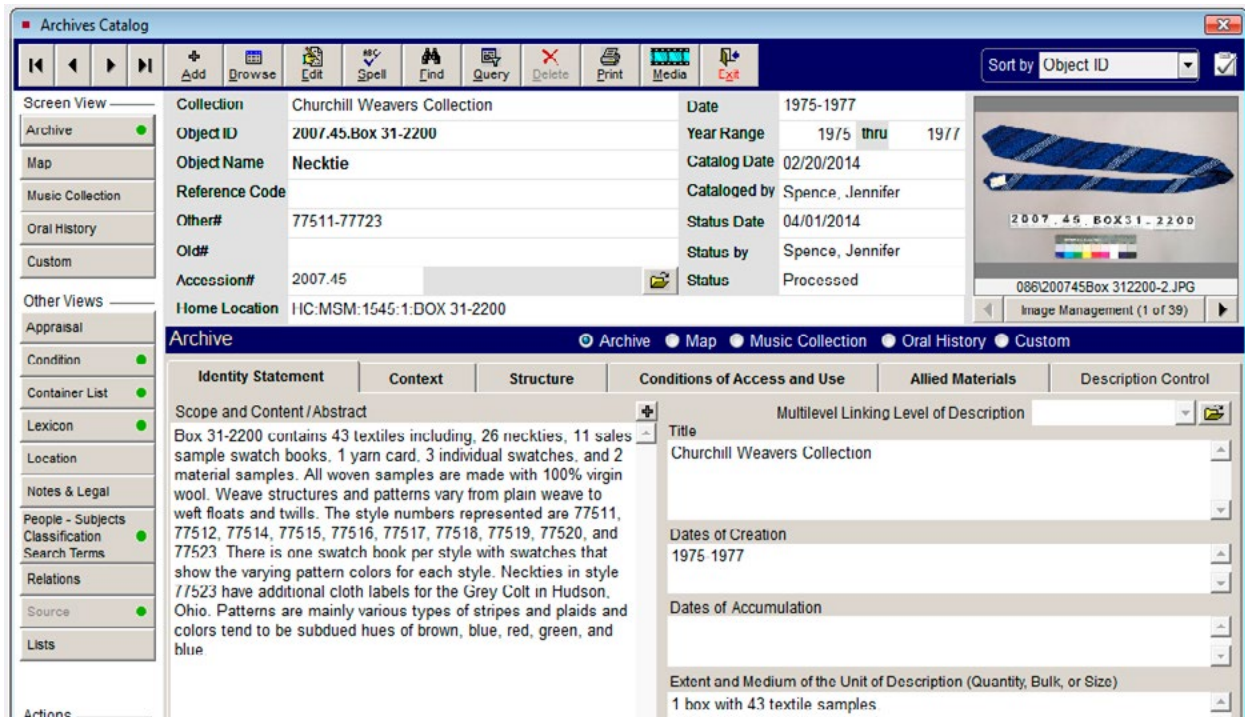 Archives Catalog
Add Browse Edit Spell Find Query Delete Print Media Exit
Sort by Object ID
Screen View
Archive
Map
Music Collection
Oral History
Custom
Other Views
Appraisal
Condition
Container List
Lexicon
Location
Notes & Legal
People - Subjects
Classification
Search Terms
Relations
Source
Lists
Actions
Collection Churchill Weavers Collection
Object ID 2007.45.Box 31-2200
Object Name Necktie
Reference Code
Other# 77511-77723
Old#
Accession# 2007.45
Home Location HC:MSM:1545:1:BOX 31-2200
Date 1975-1977
Year Range 1975 thru 1977
Catalog Date 02/20/2014
Cataloged by Spence, Jennifer
Status Date 04/01/2014
Status by Spence, Jennifer
Status Processed
2007.45.BOX31-2200
086\200745Box 312200-2.JPG
Image Management (1 of 39)
Archive Archive Map Music Collection Oral History Custom
Identity Statement Context Structure Conditions of Access and Use Allied Materials Description Control
Scope and Content / Abstract
Box 31-2200 contains 43 textiles including, 26 neckties, 11 sales
sample swatch books, 1 yarn card, 3 individual swatches, and 2
material samples. All woven samples are made with 100% virgin
wool. Weave structures and patterns vary from plain weave to
weft floats and twills. The style numbers represented are 77511,
77512, 77514, 77515, 77516, 77517, 77518, 77519, 77520, and
77523. There is one swatch book per style with swatches that
show the varying pattern colors for each style. Neckties in style
77523 have additional cloth labels for the Grey Colt in Hudson,
Ohio. Patterns are mainly various types of stripes and plaids and
colors tend to be subdued hues of brown, blue, red, green, and
blue.
Multilevel Linking Level of Description
Title
Churchill Weavers Collection
Dates of Creation
1975-1977
Dates of Accumulation
Extent and Medium of the Unit of Description (Quantity, Bulk, or Size)
1 box with 43 textile samples.